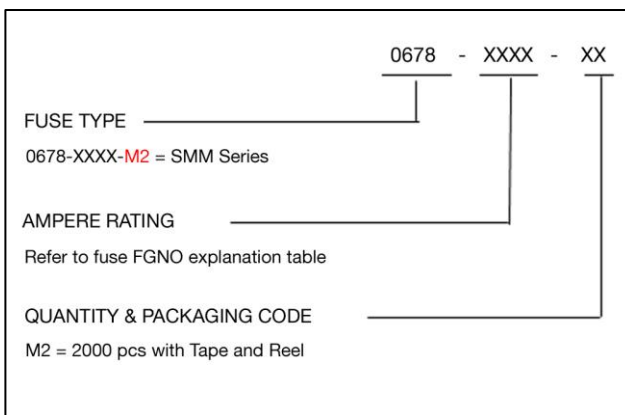 0678 - XXXX - XX
FUSE TYPE
0678-XXXX-M2 = SMM Series
AMPERE RATING
Refer to fuse FGNO explanation table
QUANTITY & PACKAGING CODE
M2 = 2000 pcs with Tape and Reel